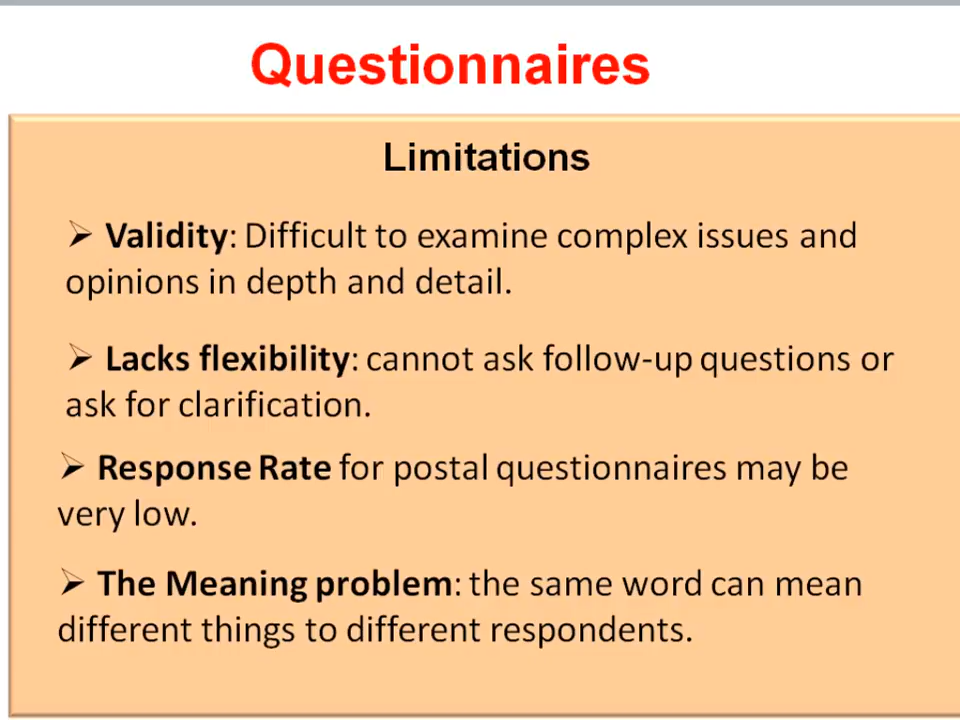 Questionnaires
Limitations
➢ Validity: Difficult to examine complex issues and
opinions in depth and detail.
➢ Lacks flexibility: cannot ask follow-up questions or
ask for clarification.
➢ Response Rate for postal questionnaires may be
very low.
➢ The Meaning problem: the same word can mean
different things to different respondents.